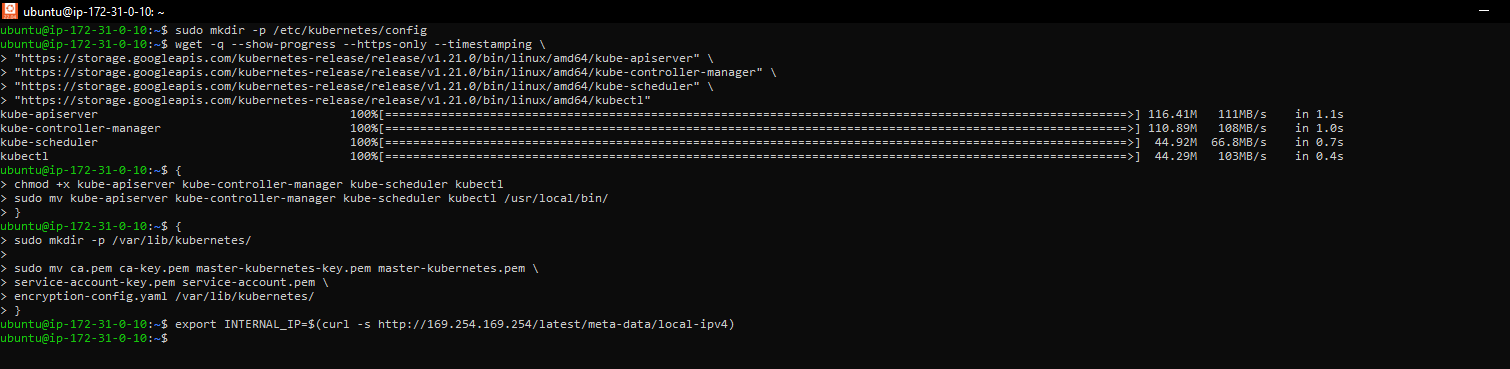 ubuntu@ip-172-31-0-10: ~
ubuntu@ip-172-31-0-10:~$ sudo mkdir -p /etc/kubernetes/config
ubuntu@ip-172-31-0-10:~$ wget -q --show-progress --https-only --timestamping \
> "https://storage.googleapis.com/kubernetes-release/release/v1.21.0/bin/linux/amd64/kube-apiserver" \
> "https://storage.googleapis.com/kubernetes-release/release/v1.21.0/bin/linux/amd64/kube-controller-manager" \
> "https://storage.googleapis.com/kubernetes-release/release/v1.21.0/bin/linux/amd64/kube-scheduler" \
> "https://storage.googleapis.com/kubernetes-release/release/v1.21.0/bin/linux/amd64/kubectl"
kube-apiserver 100%[==========================================================================================================>] 116.41M 111MB/s in 1.1s
kube-controller-manager 100%[==========================================================================================================>] 110.89M 108MB/s in 1.0s
kube-scheduler 100%[==========================================================================================================>] 44.92M 66.8MB/s in 0.7s
kubectl 100%[==========================================================================================================>] 44.29M 103MB/s in 0.4s
ubuntu@ip-172-31-0-10:~$ {
> chmod +x kube-apiserver kube-controller-manager kube-scheduler kubectl
> sudo mv kube-apiserver kube-controller-manager kube-scheduler kubectl /usr/local/bin/
> }
ubuntu@ip-172-31-0-10:~$ {
> sudo mkdir -p /var/lib/kubernetes/
>
> sudo mv ca.pem ca-key.pem master-kubernetes-key.pem master-kubernetes.pem \
> service-account-key.pem service-account.pem \
> encryption-config.yaml /var/lib/kubernetes/
> }
ubuntu@ip-172-31-0-10:~$ export INTERNAL_IP=$(curl -s http://169.254.169.254/latest/meta-data/local-ipv4)
ubuntu@ip-172-31-0-10:~$